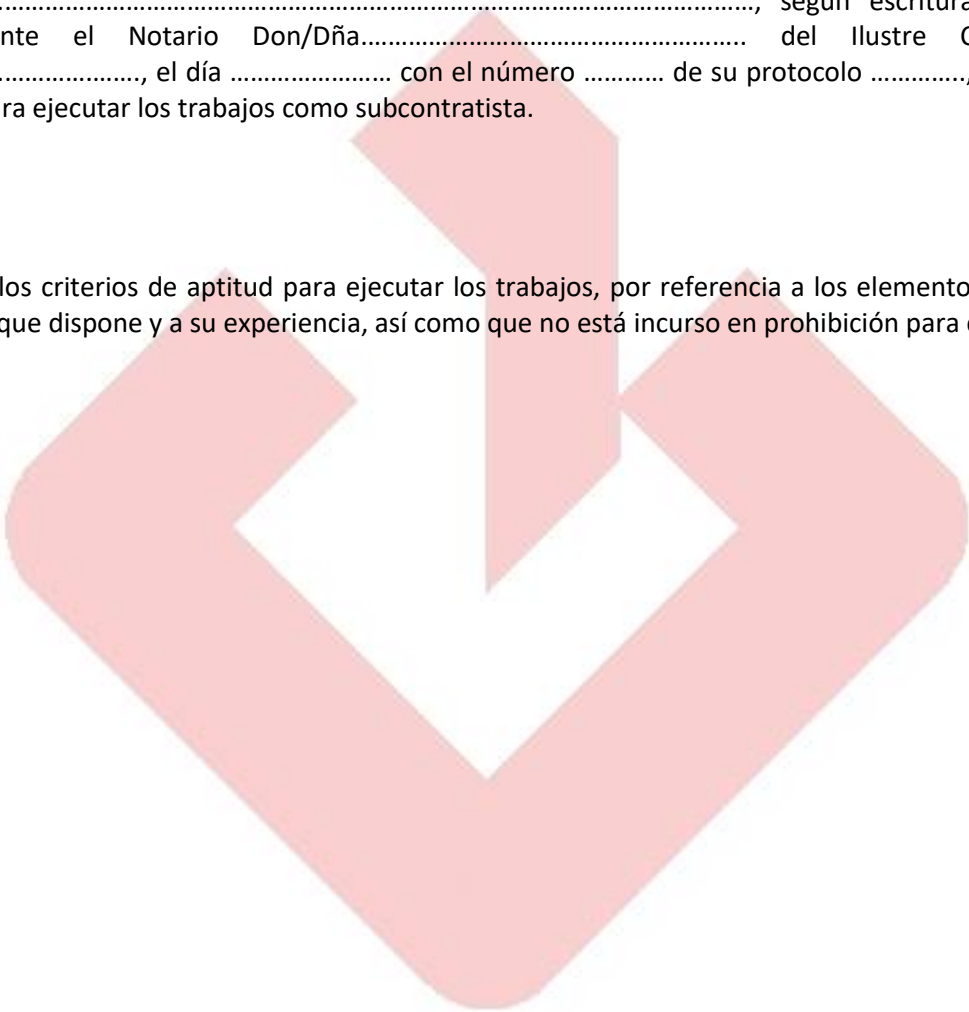 ……………………………………………………………………………, según escritura
nte el Notario Don/Dña…………………………………………….. del Ilustre
…………………., el día …………………… con el número ………… de su protocolo ………….,
ra ejecutar los trabajos como subcontratista.
los criterios de aptitud para ejecutar los trabajos, por referencia a los elemento
que dispone y a su experiencia, así como que no está incurso en prohibición para